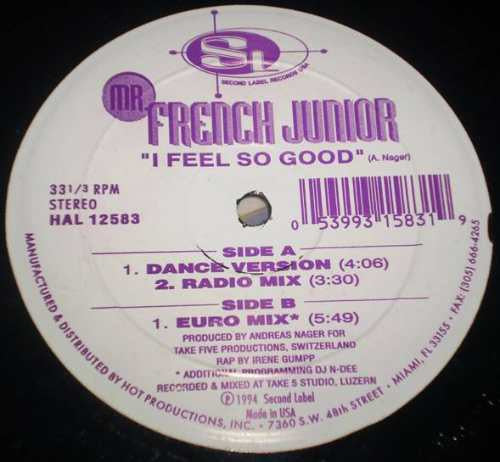 SL
SECOND LABEL RECORDS USA
MR.
FRENCH JUNIOR
"I FEEL SO GOOD" (A. Nager)
33 1/3 RPM
STEREO
HAL 12583
0 53993 15831 9
SIDE A
1. DANCE VERSION (4:06)
2. RADIO MIX (3:30)
SIDE B
1. EURO MIX* (5:49)
PRODUCED BY ANDREAS NAGER FOR
TAKE FIVE PRODUCTIONS, SWITZERLAND
RAP BY IRENE GUMPP
* ADDITIONAL PROGRAMMING DJ N-DEE
RECORDED & MIXED AT TAKE 5 STUDIO, LUZERN
℗© 1994 Second Label
Made in USA
MANUFACTURED & DISTRIBUTED BY HOT PRODUCTIONS, INC. • 7360 S.W. 48th STREET • MIAMI, FL 33155 • FAX: (305) 666-4265